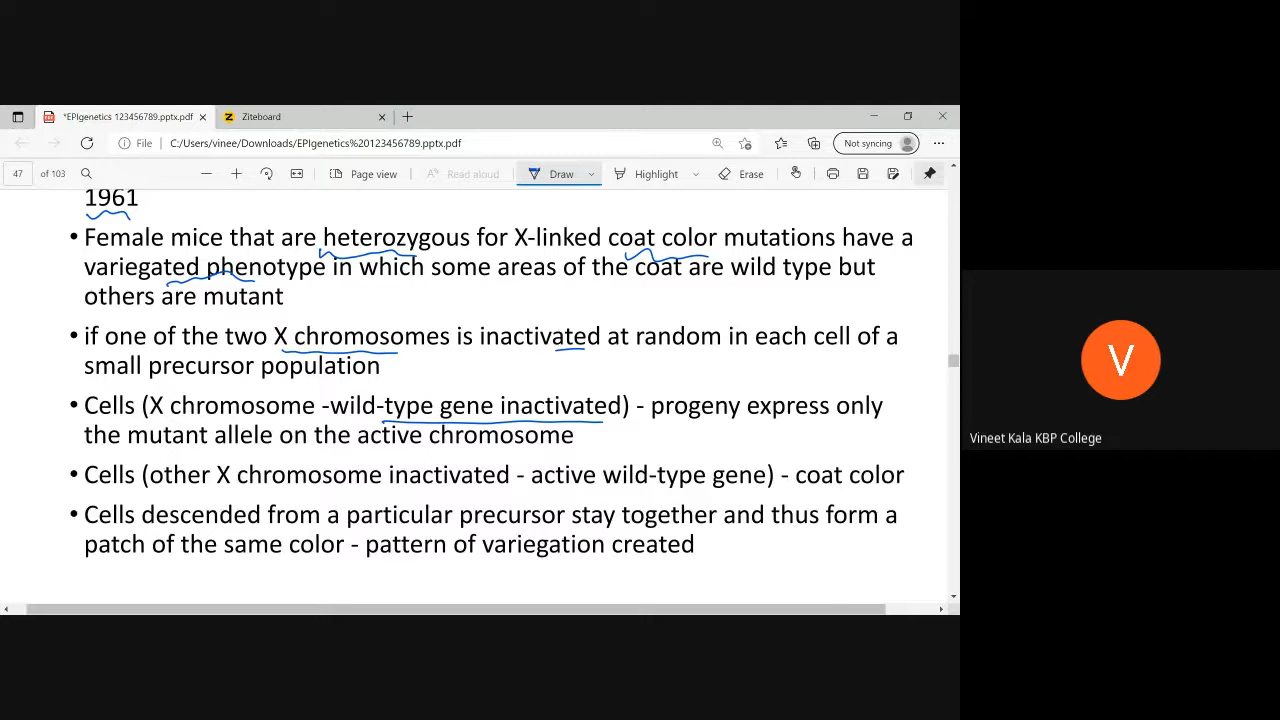 *EPIgenetics 123456789.pptx.pdf
Ziteboard
File
C:/Users/vinee/Downloads/EPIgenetics%20123456789.pptx.pdf
Not syncing
47 of 103
Page view
Read aloud
Draw
Highlight
Erase
1961
• Female mice that are heterozygous for X-linked coat color mutations have a
variegated phenotype in which some areas of the coat are wild type but
others are mutant
• if one of the two X chromosomes is inactivated at random in each cell of a
small precursor population
• Cells (X chromosome -wild-type gene inactivated) - progeny express only
the mutant allele on the active chromosome
• Cells (other X chromosome inactivated - active wild-type gene) - coat color
• Cells descended from a particular precursor stay together and thus form a
patch of the same color - pattern of variegation created
V
Vineet Kala KBP College